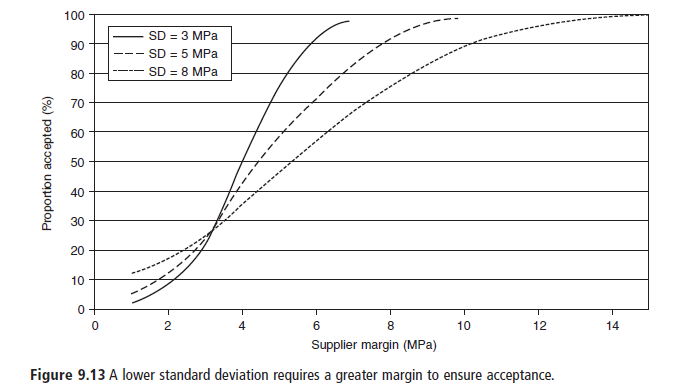 100
90
80
70
60
50
40
30
20
10
0
Proportion accepted (%)
SD = 3 MPa
SD = 5 MPa
SD = 8 MPa
0 2 4 6 8 10 12 14
Supplier margin (MPa)
Figure 9.13 A lower standard deviation requires a greater margin to ensure acceptance.